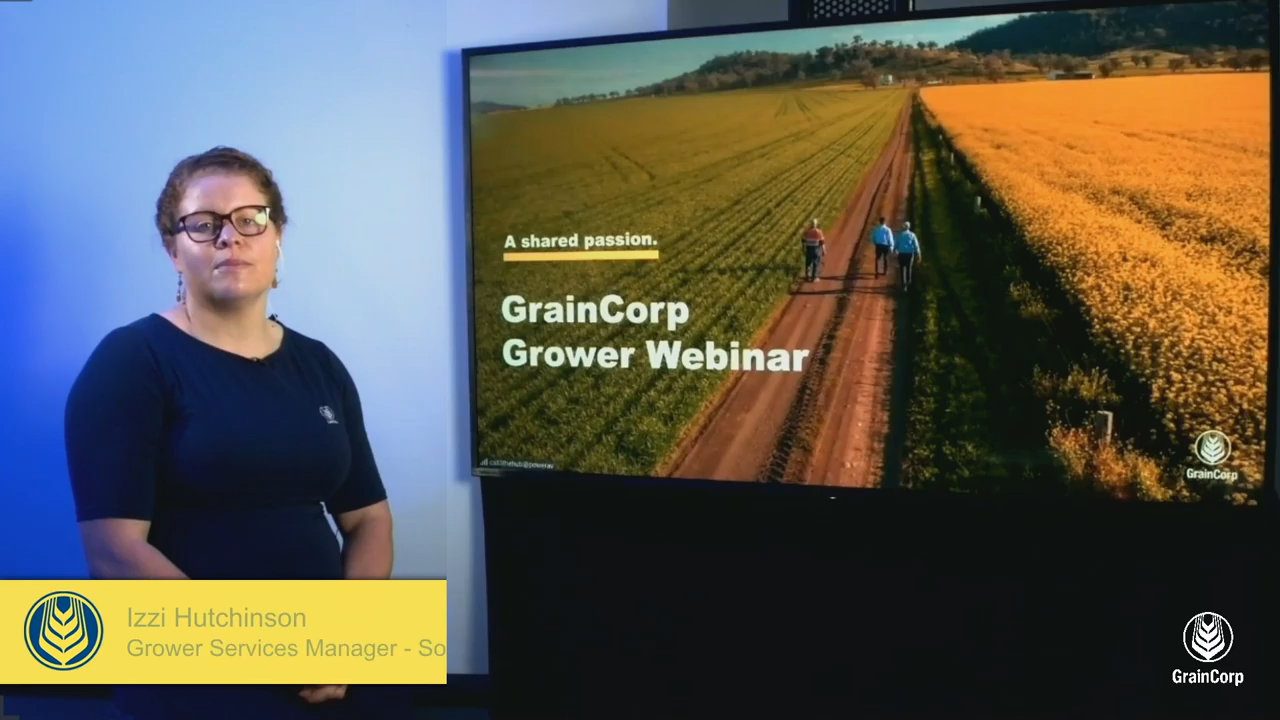 A shared passion.
GrainCorp
Grower Webinar
GrainCorp
Izzi Hutchinson
Grower Services Manager - So
GrainCorp